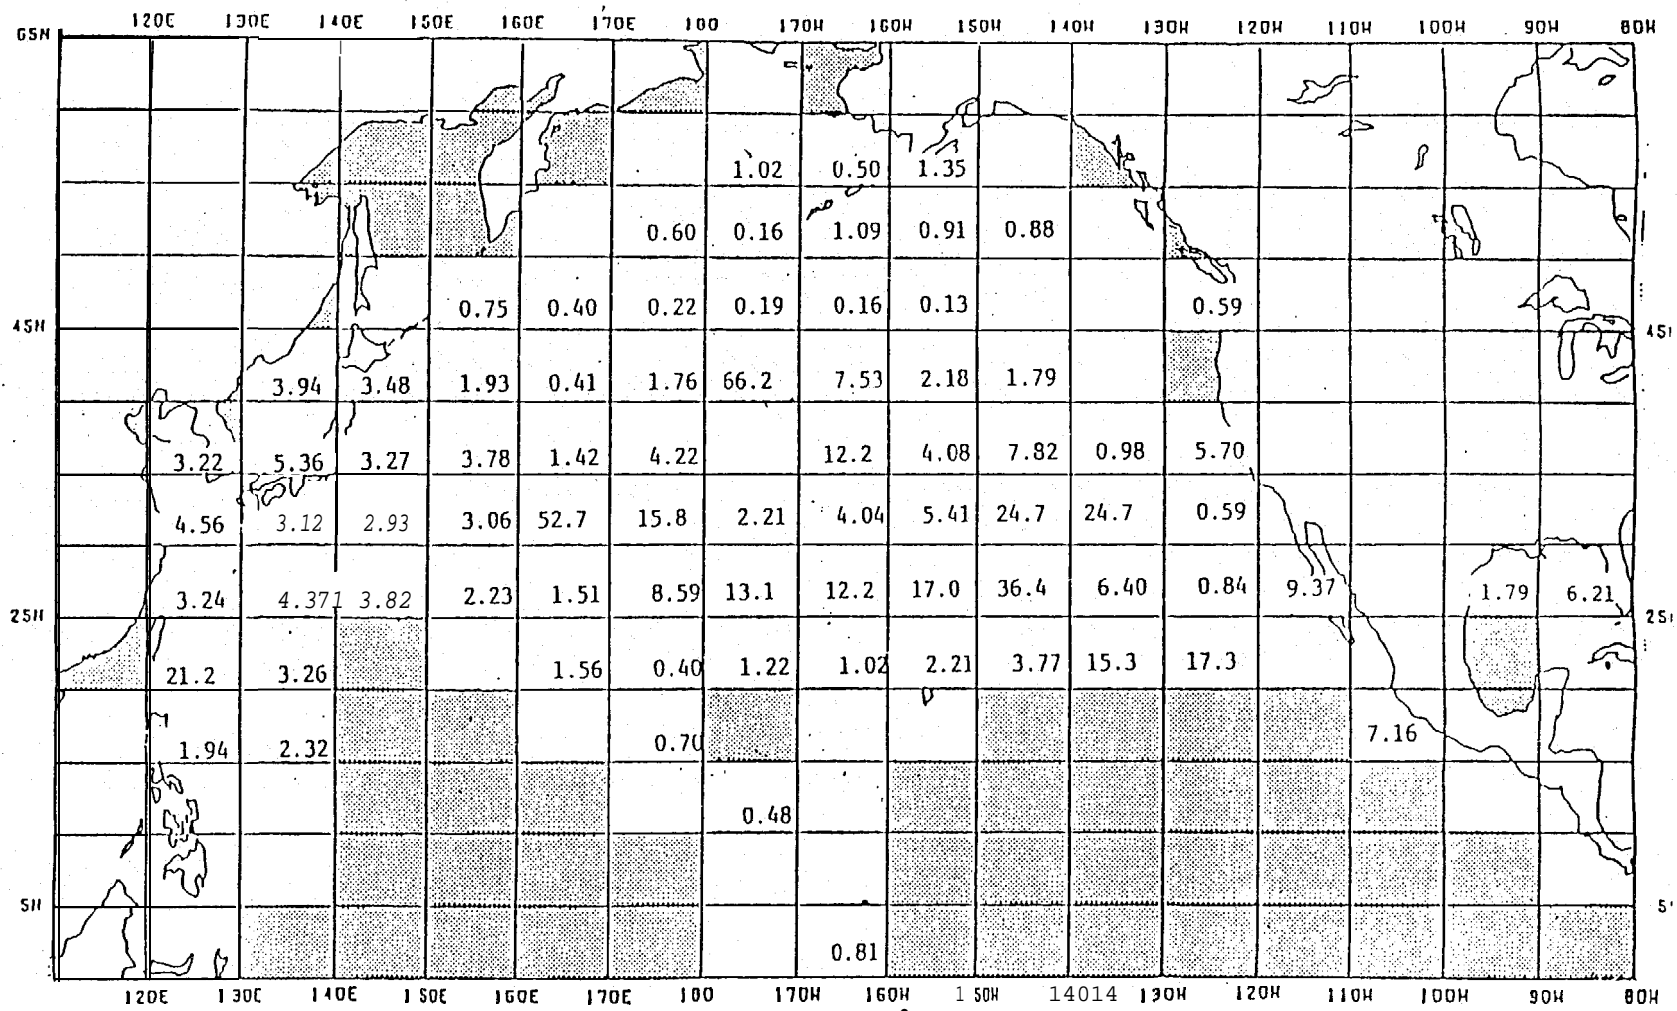 120E 130E 140E 150E 160E 170E 180 170W 160W 150W 140W 130W 120W 110W 100W 90W 80W
65N
1.02 0.50 1.35
0.60 0.16 1.09 0.91 0.88
0.75 0.40 0.22 0.19 0.16 0.13 0.59
45N 45
3.94 3.48 1.93 0.41 1.76 66.2 7.53 2.18 1.79
3.22 5.36 3.27 3.78 1.42 4.22 12.2 4.08 7.82 0.98 5.70
4.56 3.12 2.93 3.06 52.7 15.8 2.21 4.04 5.41 24.7 24.7 0.59
3.24 4.371 3.82 2.23 1.51 8.59 13.1 12.2 17.0 36.4 6.40 0.84 9.37 1.79 6.21
25N 25
21.2 3.26 1.56 0.40 1.22 1.02 2.21 3.77 15.3 17.3
1.94 2.32 0.70 7.16
0.48
5N 5
0.81
120E 130E 140E 150E 160E 170E 180 170W 160W 150W 14014 130W 120W 110W 100W 90W 80W